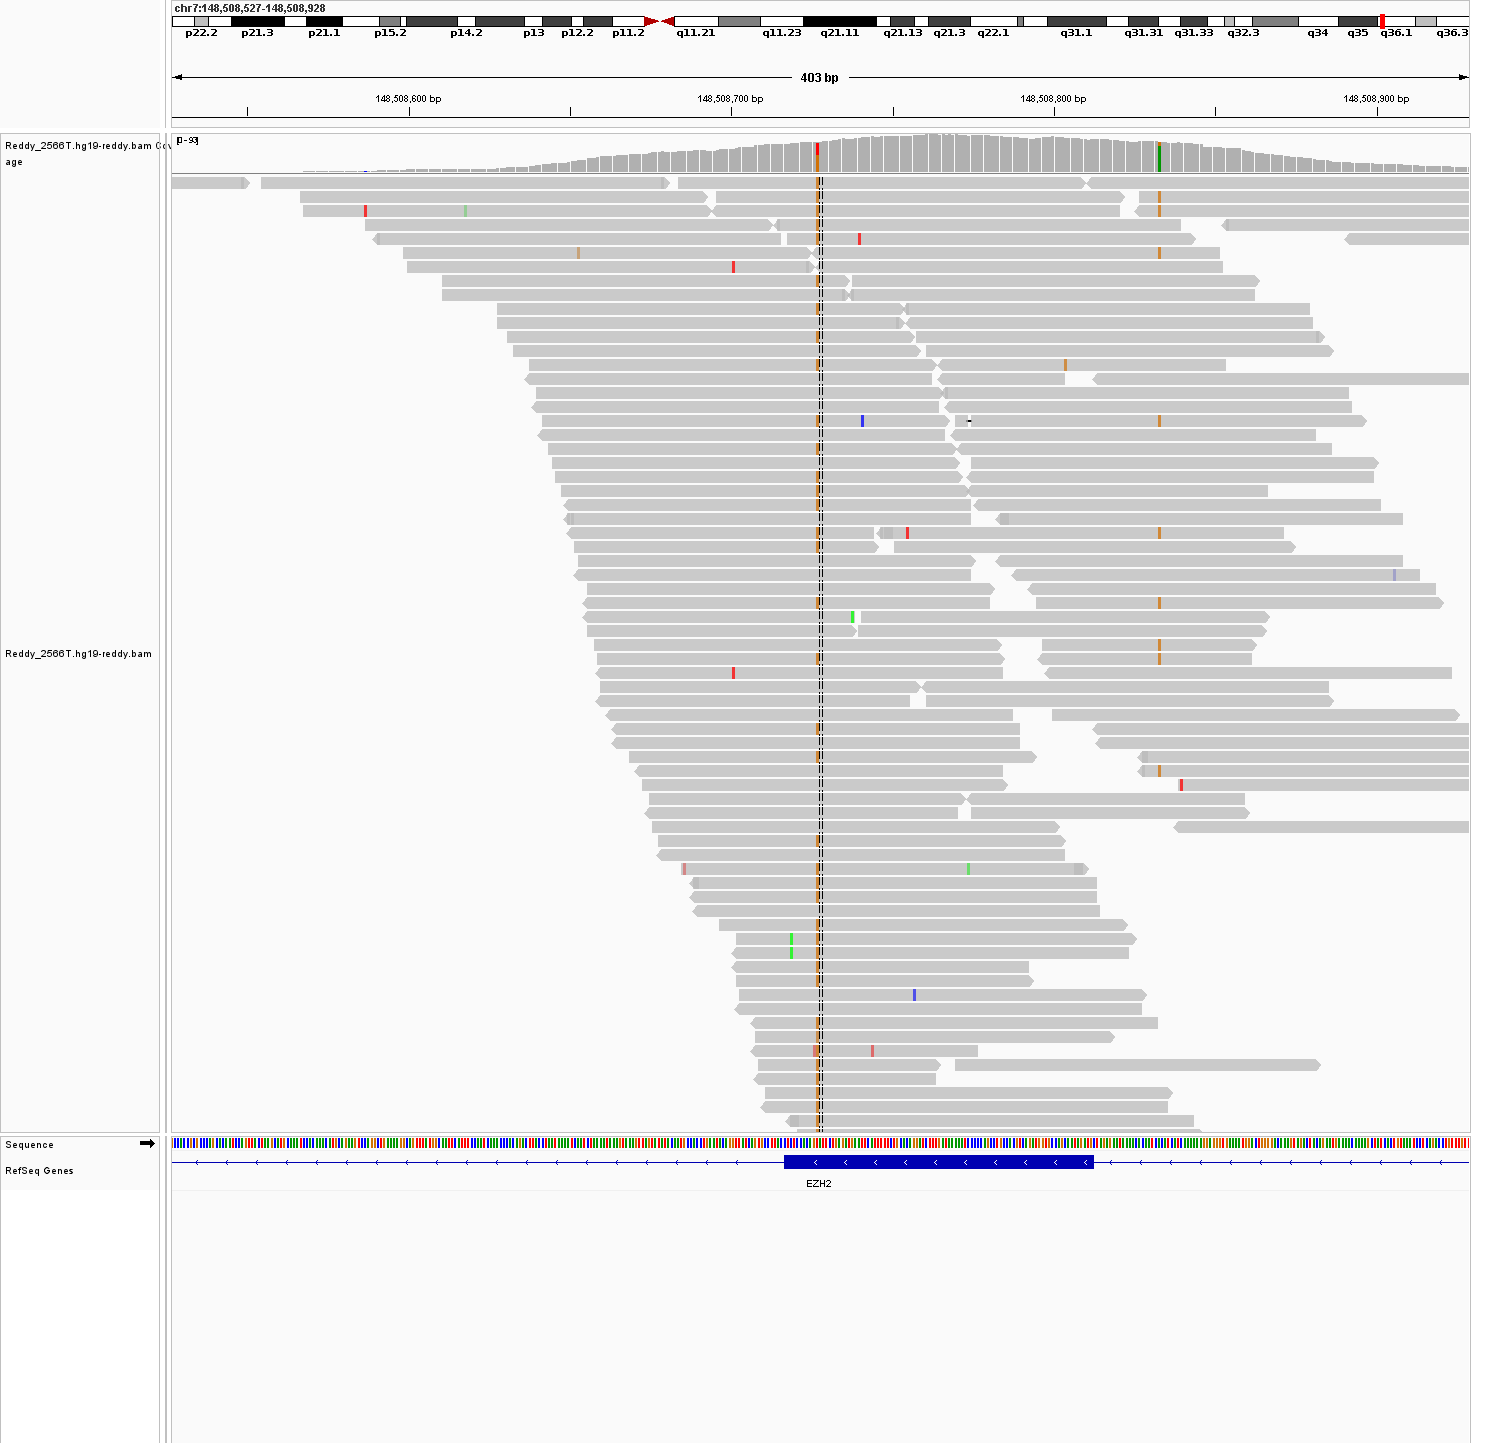 chr7:148,508,527-148,508,928
p22.2 p21.3 p21.1 p15.2 p14.2 p13 p12.2 p11.2 q11.21 q11.23 q21.11 q21.13 q21.3 q22.1 q31.1 q31.31 q31.33 q32.3 q34 q35 q36.1 q36.3
403 bp
148,508,600 bp 148,508,700 bp 148,508,800 bp 148,508,900 bp
[0 - 93]
Reddy_2566T.hg19-reddy.bam Cov
age
Reddy_2566T.hg19-reddy.bam
Sequence
RefSeq Genes
EZH2